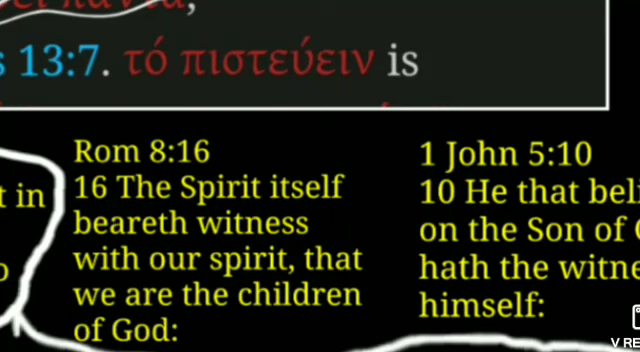 13:7. τό πιστεύειν is
t in
Rom 8:16
16 The Spirit itself
beareth witness
with our spirit, that
we are the children
of God:
1 John 5:10
10 He that beli
on the Son of
hath the witne
himself:
V RE